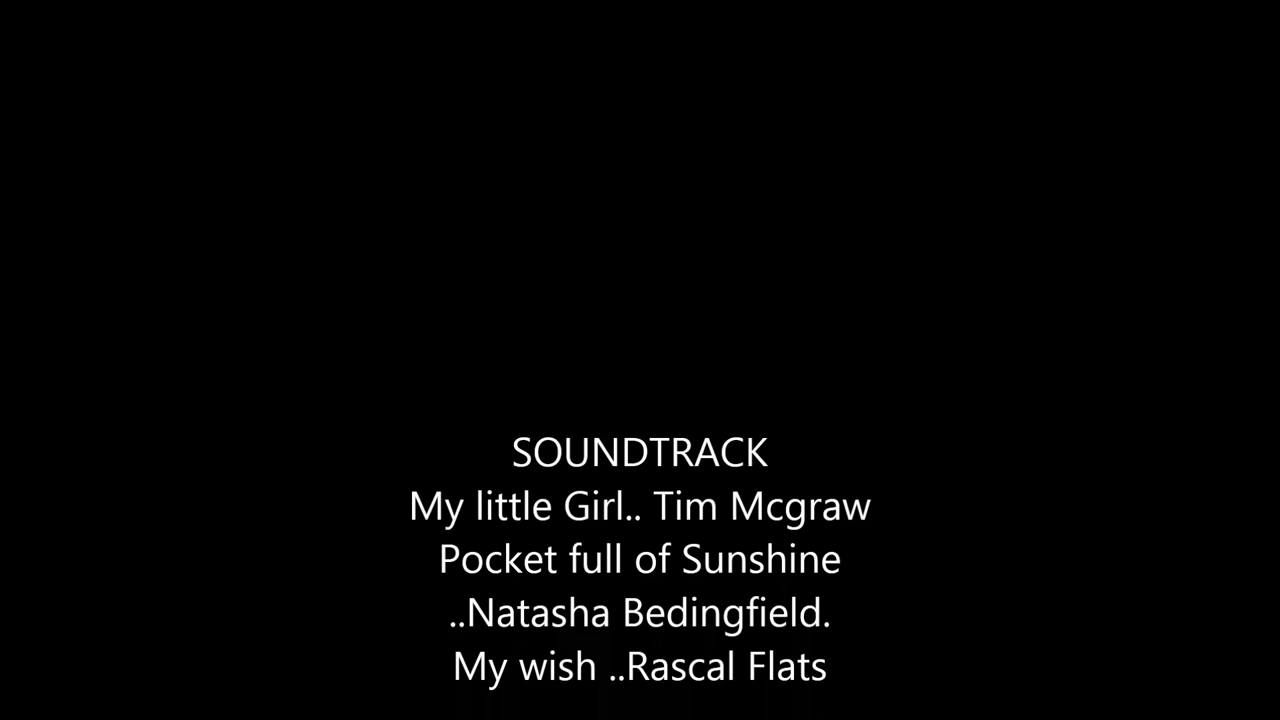 SOUNDTRACK
My little Girl.. Tim Mcgraw
Pocket full of Sunshine
..Natasha Bedingfield.
My wish ..Rascal Flats